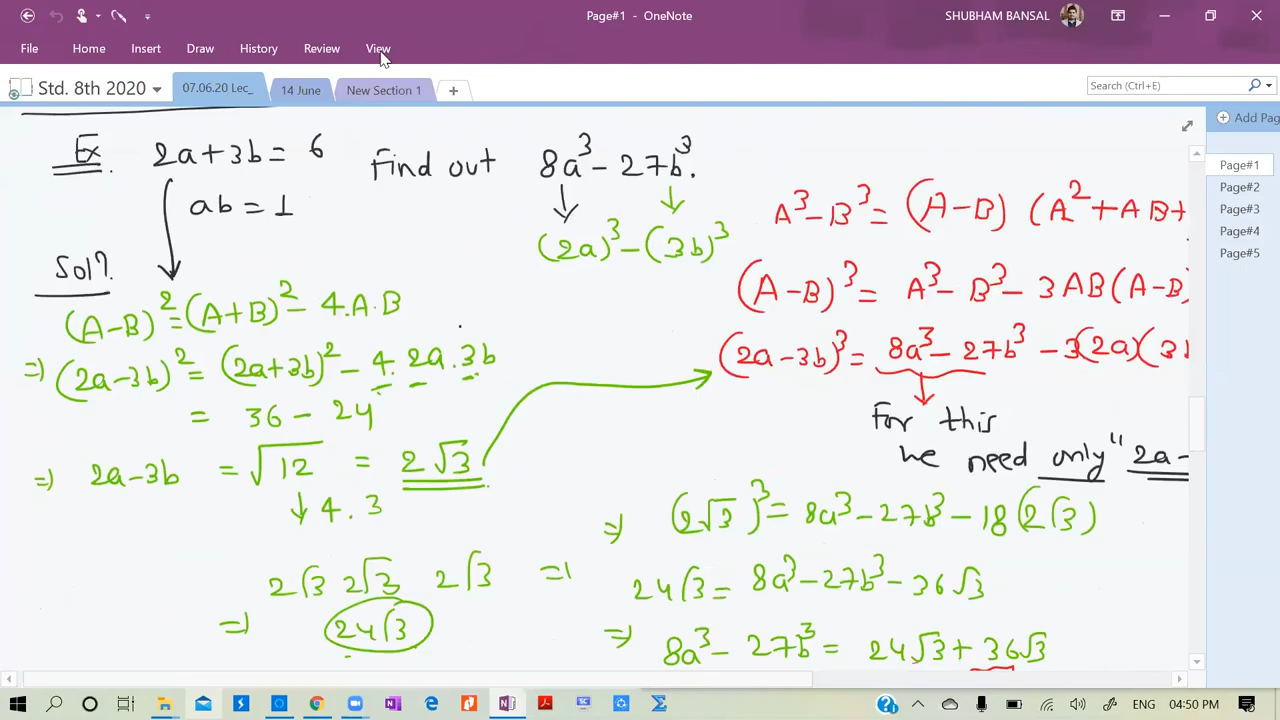 Page#1 - OneNote
SHUBHAM BANSAL
File Home Insert Draw History Review View
Std. 8th 2020
07.06.20 Lec_
14 June
New Section 1
Search (Ctrl+E)
Add Pag
Page#1
Page#2
Page#3
Page#4
Page#5
Ex 2a+3b = 6 Find out 8a³ - 27b³.
ab = 1
(2a)³ - (3b)³
A³ - B³ = (A-B) (A² + AB +
Solⁿ.
(A-B)³ = A³ - B³ - 3AB(A-B
(A-B)² = (A+B)² - 4.A.B
(2a-3b)³ = 8a³ - 27b³ - 3(2a)(3b
⇒ (2a-3b)² = (2a+3b)² - 4.2a.3b
= 36 - 24
For this
we need only "2a-
⇒ 2a-3b = √12 = 2√3
↓ 4.3
⇒ (2√3)³ = 8a³ - 27b³ - 18(2√3)
2√3 2√3 2√3 ⇒ 24√3 = 8a³ - 27b³ - 36√3
⇒ 24√3
⇒ 8a³ - 27b³ = 24√3 + 36√3
ENG 04:50 PM